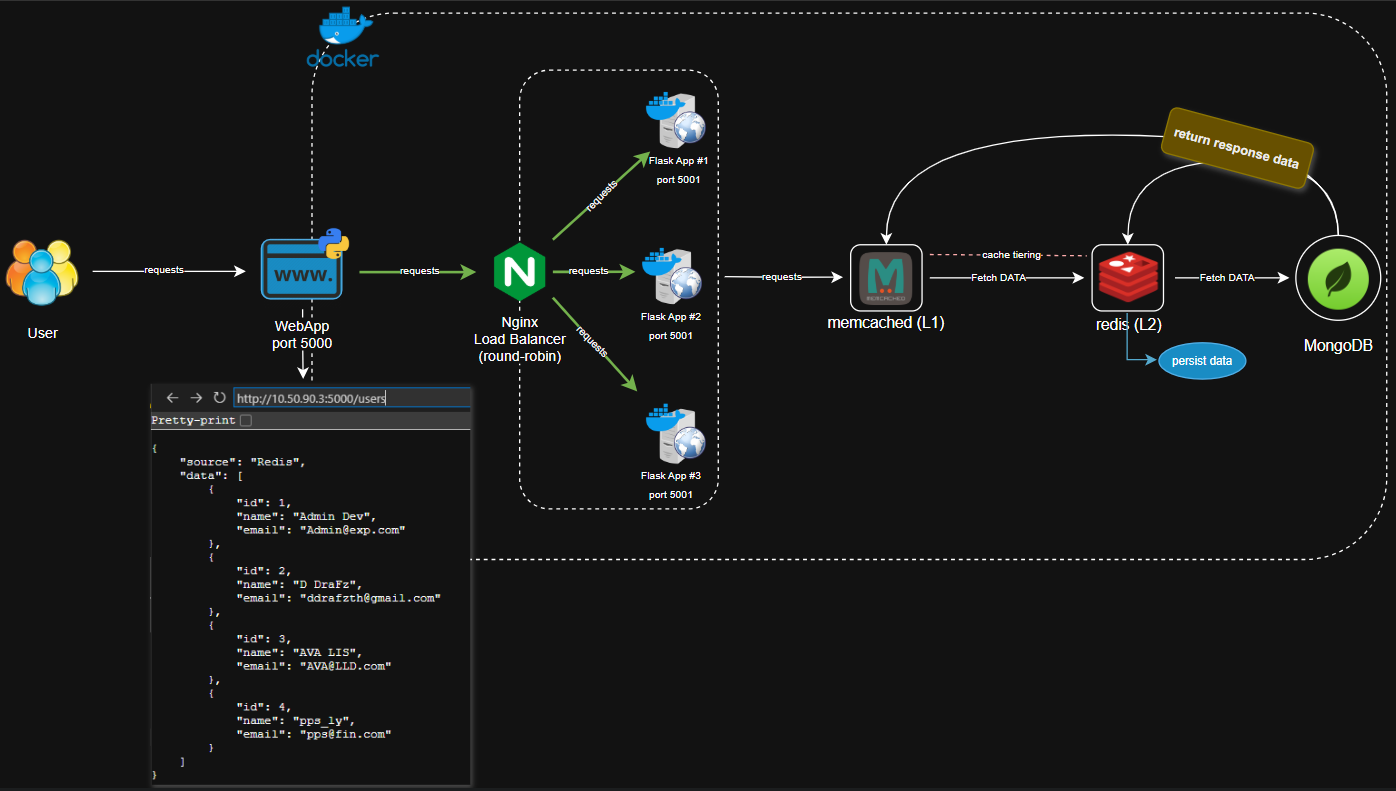 docker
User
requests
www.
WebApp
port 5000
requests
N
Nginx
Load Balancer
(round-robin)
requests
requests
requests
Flask App #1
port 5001
Flask App #2
port 5001
Flask App #3
port 5001
requests
MEMCACHED
memcached (L1)
cache tiering
Fetch DATA
redis (L2)
persist data
Fetch DATA
return response data
MongoDB
http://10.50.90.3:5000/users
Pretty-print
{
"source": "Redis",
"data": [
{
"id": 1,
"name": "Admin Dev",
"email": "Admin@exp.com"
},
{
"id": 2,
"name": "D DraFz",
"email": "ddrafzth@gmail.com"
},
{
"id": 3,
"name": "AVA LIS",
"email": "AVA@LLD.com"
},
{
"id": 4,
"name": "pps_ly",
"email": "pps@fin.com"
}
]
}